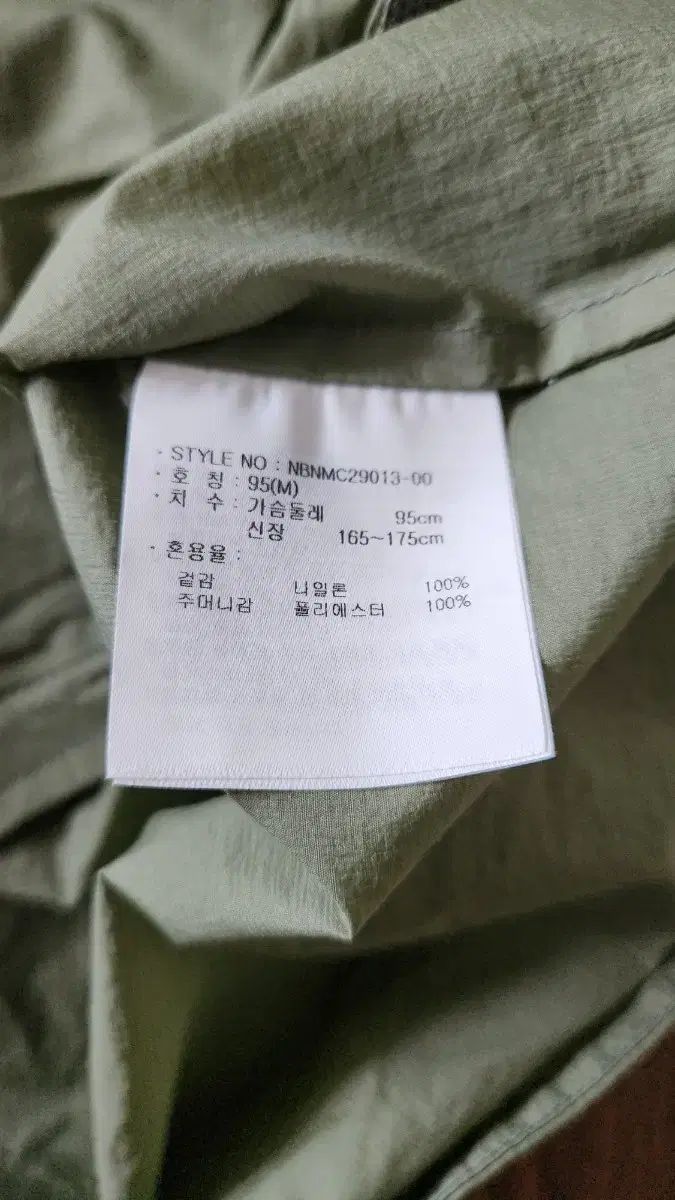 · STYLE NO : NBNMC29013-00
· 호 칭 : 95(M)
· 치 수 : 가슴둘레 95cm
신장 165~175cm
· 혼용율 :
겉감 나일론 100%
주머니감 폴리에스터 100%